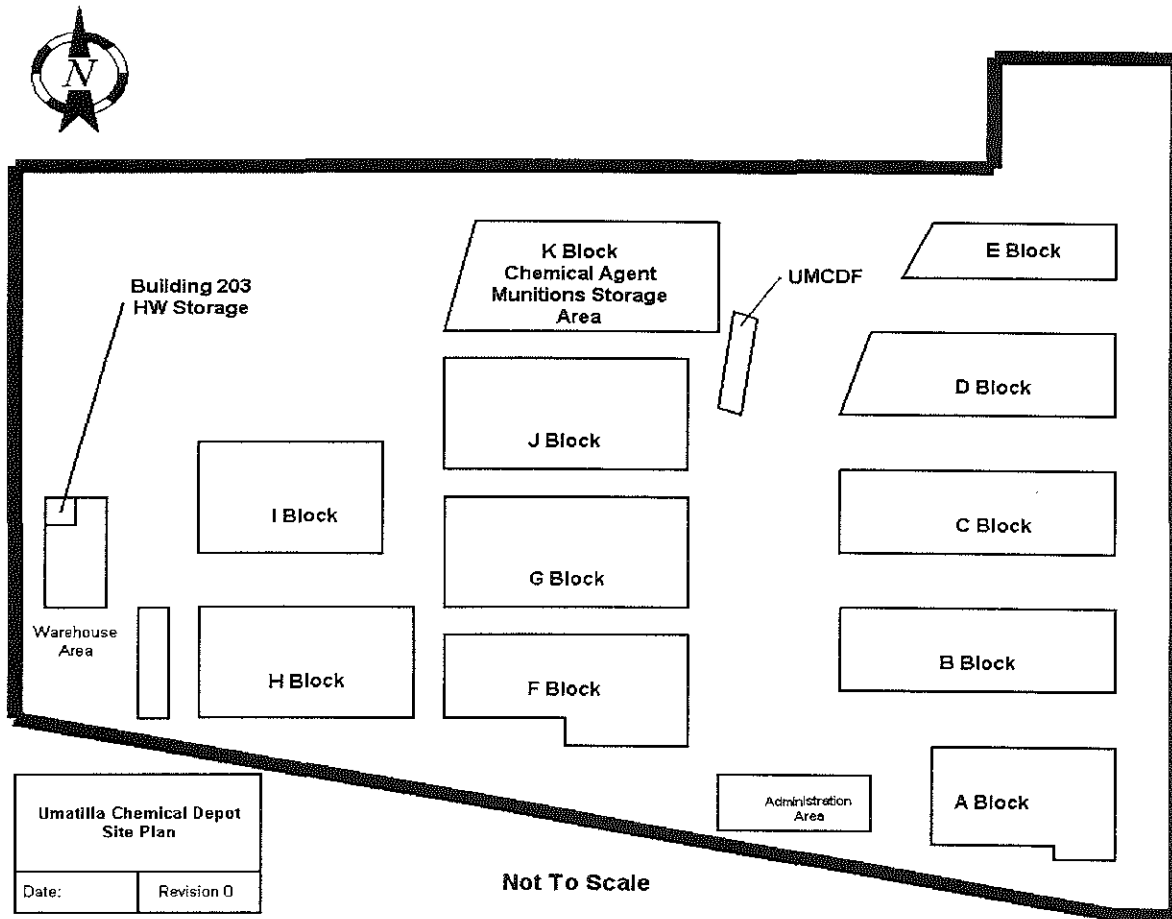 N
K Block
Chemical Agent
Munitions Storage
Area
E Block
Building 203
HW Storage
UMCDF
D Block
J Block
I Block
C Block
G Block
Warehouse
Area
H Block
F Block
B Block
Administration
Area
A Block
Umatilla Chemical Depot
Site Plan
Date:
Revision 0
Not To Scale